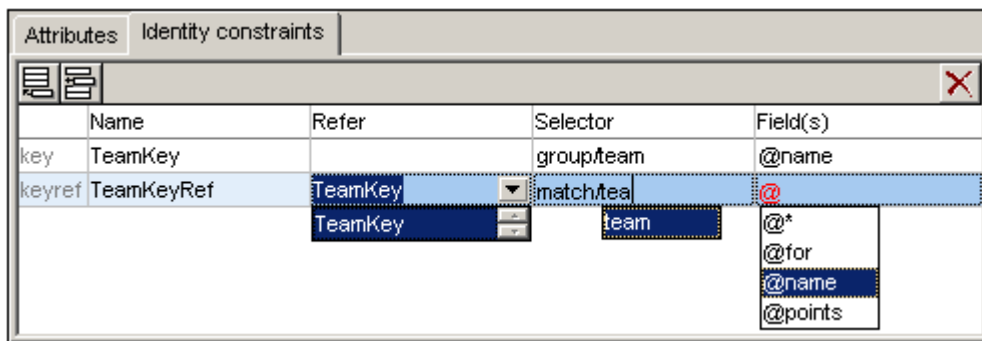 Attributes Identity constraints
Name Refer Selector Field(s)
key TeamKey group/team @name
keyref TeamKeyRef TeamKey match/tea @
TeamKey team @*
@for
@name
@points